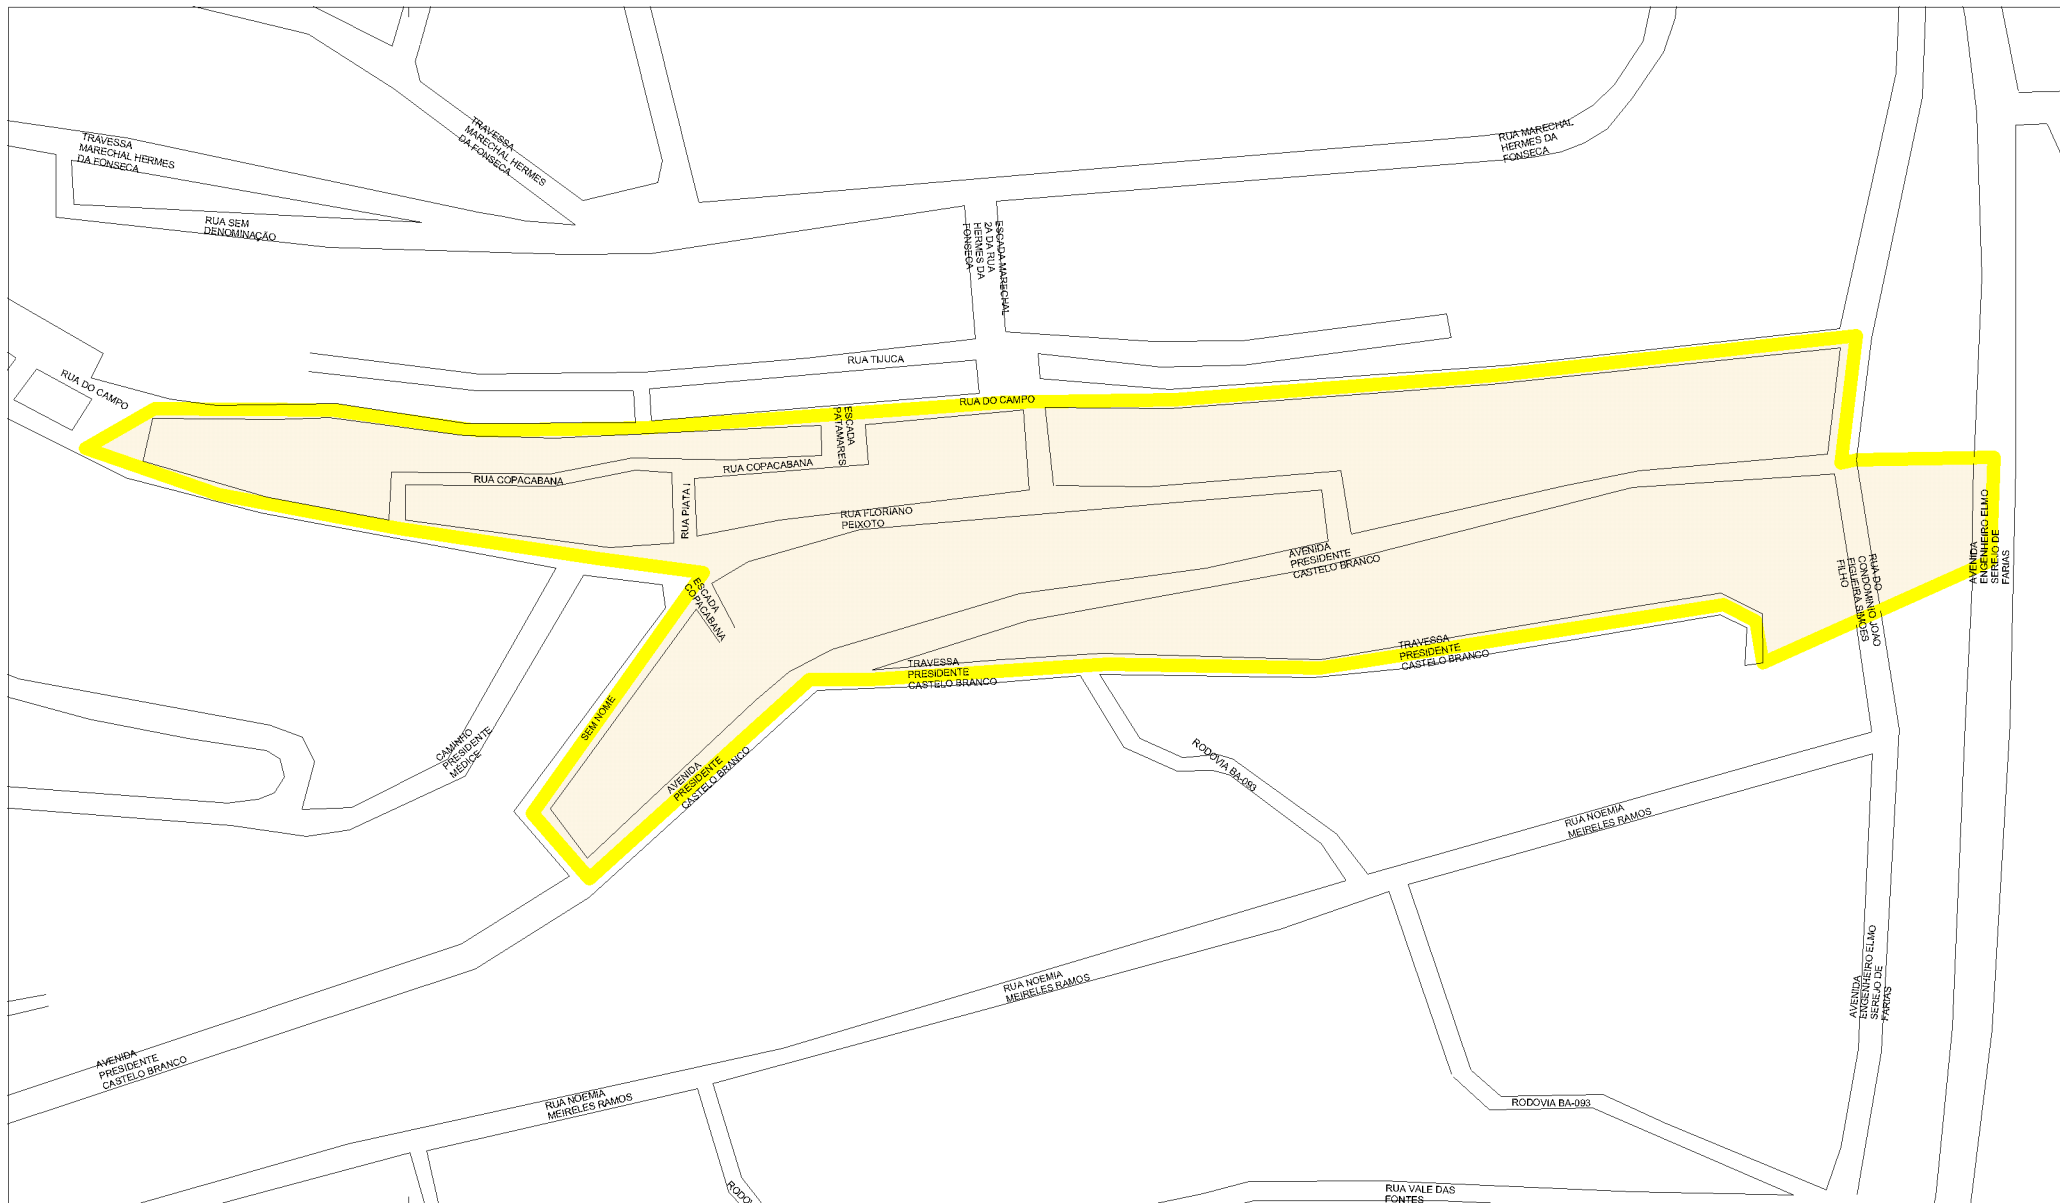 TRAVESSA
MARECHAL HERMES
DA FONSECA
TRAVESSA
MARECHAL HERMES
DA FONSECA
RUA MARECHAL
HERMES DA
FONSECA
RUA SEM
DENOMINAÇÃO
ESCADA MARECHAL
2A DA RUA
HERMES DA
FONSECA
RUA TIJUCA
RUA DO CAMPO
RUA DO CAMPO
ESCADA
PATAMARES
RUA COPACABANA
RUA COPACABANA
RUA PIATA I
RUA FLORIANO
PEIXOTO
AVENIDA
PRESIDENTE
CASTELO BRANCO
AVENIDA
ENGENHEIRO ELMO
SEREJO DE
FARIAS
RUA DO
CONDOMINIO JOAO
FIGUEIRA SIMOES
FILHO
ESCADA
COPACABANA
TRAVESSA
PRESIDENTE
CASTELO BRANCO
TRAVESSA
PRESIDENTE
CASTELO BRANCO
SEM NOME
CAMINHO
PRESIDENTE
MÉDICE
AVENIDA
PRESIDENTE
CASTELO BRANCO
RODOVIA BA-093
RUA NOEMIA
MEIRELES RAMOS
RUA NOEMIA
MEIRELES RAMOS
AVENIDA
ENGENHEIRO ELMO
SEREJO DE
FARIAS
AVENIDA
PRESIDENTE
CASTELO BRANCO
RUA NOEMIA
MEIRELES RAMOS
RODOVIA BA-093
RUA VALE DAS
FONTES